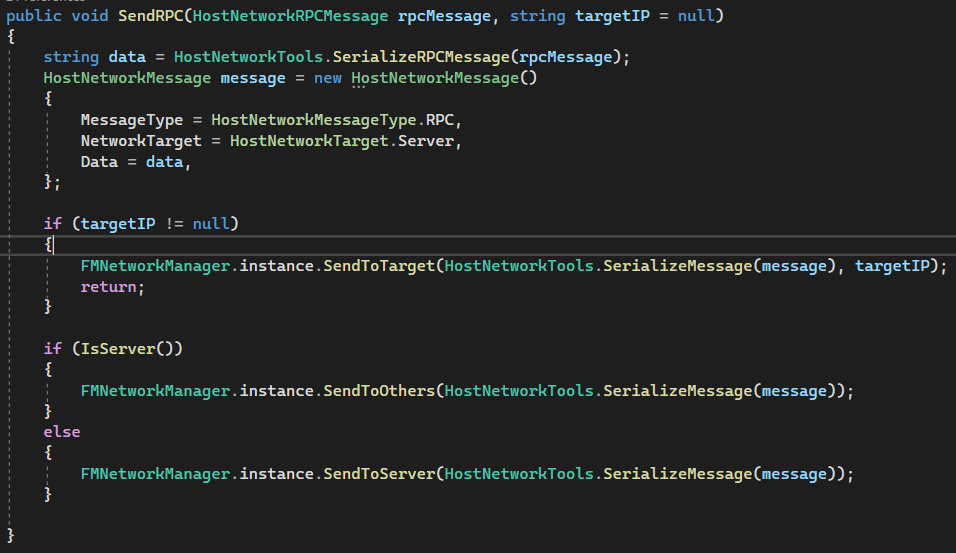 public void SendRPC(HostNetworkRPCMessage rpcMessage, string targetIP = null)
{
string data = HostNetworkTools.SerializeRPCMessage(rpcMessage);
HostNetworkMessage message = new HostNetworkMessage()
{
MessageType = HostNetworkMessageType.RPC,
NetworkTarget = HostNetworkTarget.Server,
Data = data,
};
if (targetIP != null)
{
FMNetworkManager.instance.SendToTarget(HostNetworkTools.SerializeMessage(message), targetIP);
return;
}
if (IsServer())
{
FMNetworkManager.instance.SendToOthers(HostNetworkTools.SerializeMessage(message));
}
else
{
FMNetworkManager.instance.SendToServer(HostNetworkTools.SerializeMessage(message));
}
}